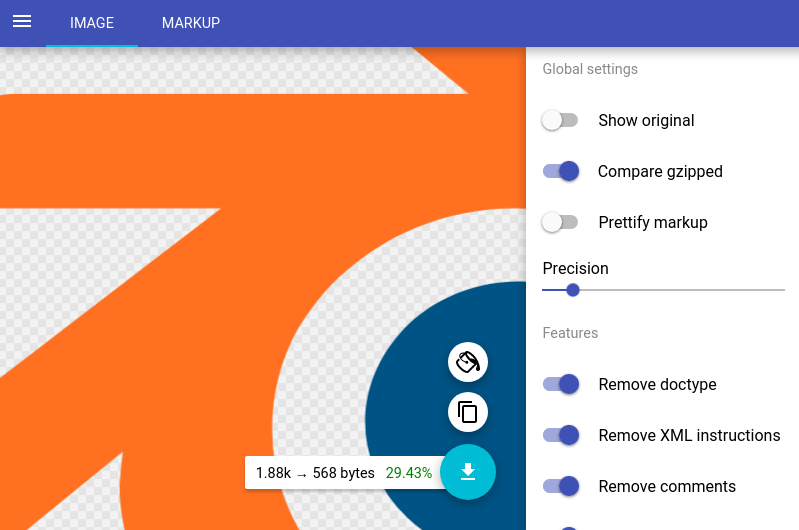 IMAGE
MARKUP
Global settings
Show original
Compare gzipped
Prettify markup
Precision
Features
Remove doctype
Remove XML instructions
Remove comments
1.88k → 568 bytes 29.43%